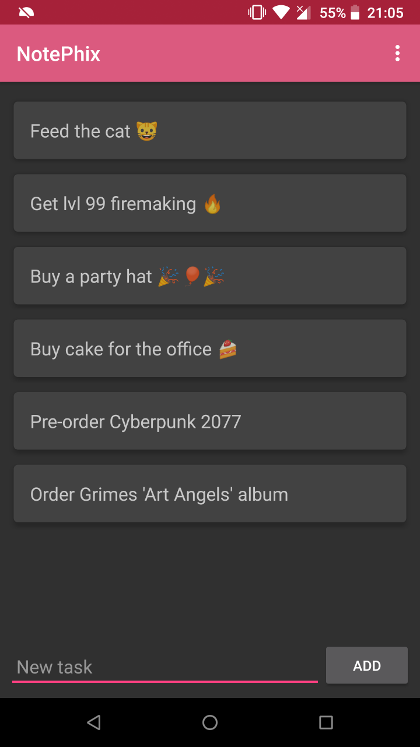 55% 21:05
NotePhix
Feed the cat 😺
Get lvl 99 firemaking 🔥
Buy a party hat 🎉🎈🎉
Buy cake for the office 🍰
Pre-order Cyberpunk 2077
Order Grimes 'Art Angels' album
New task ADD